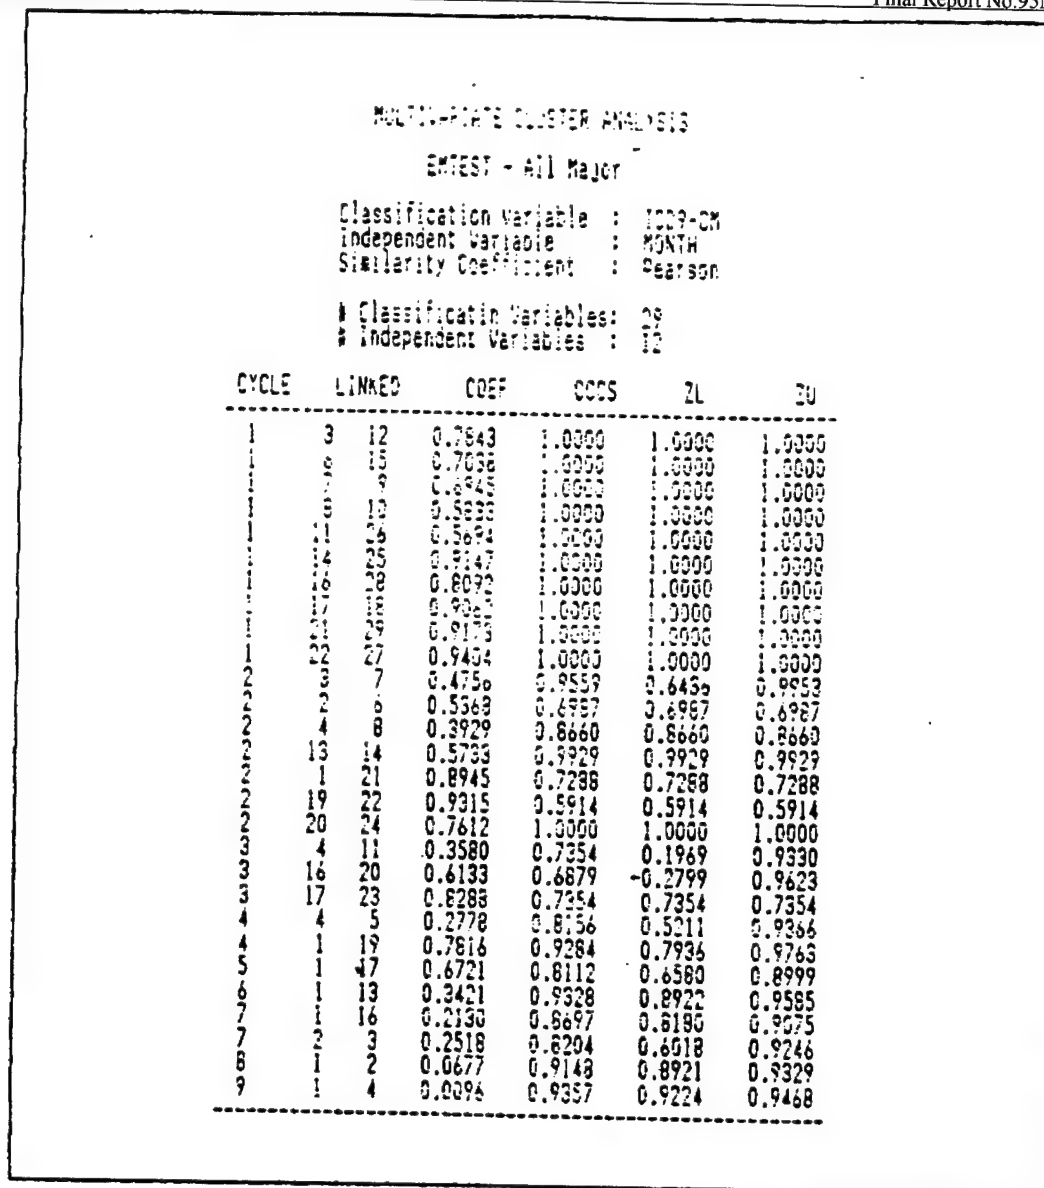 Final Report No.95
MULTIVARIATE CLUSTER ANALYSIS
EMTEST - All Major
Classification variable : ICD9-CM
Independent Variable : MONTH
Similarity Coefficient : Pearson
# Classificatin Variables: 29
# Independent Variables : 12
CYCLE LINKED COEF CCCS ZL ZU
1 3 12 0.7843 1.0000 1.0000 1.0000
1 6 15 0.7038 1.0000 1.0000 1.0000
1 9 1.0000 1.0000 1.0000
1 8 10 1.0000 1.0000 1.0000
1 11 26 0.5694 1.0000 1.0000 1.0000
1 14 25 0.9147 1.0000 1.0000 1.0000
1 16 28 0.8092 1.0000 1.0000 1.0000
1 17 18 1.0000 1.0000 1.0000
1 21 29 0.9173 1.0000 1.0000 1.0000
1 22 27 0.9404 1.0000 1.0000 1.0000
2 3 7 0.4756 0.9559 0.6436 0.9953
2 2 6 0.5368 0.6987 0.6987 0.6987
2 4 8 0.3929 0.8660 0.8660 0.8660
2 13 14 0.5733 0.9929 0.9929 0.9929
2 1 21 0.8945 0.7288 0.7288 0.7288
2 19 22 0.9315 0.5914 0.5914 0.5914
2 20 24 0.7612 1.0000 1.0000 1.0000
3 4 11 0.3580 0.7354 0.1969 0.9330
3 16 20 0.6133 0.6879 -0.2799 0.9623
3 17 23 0.8288 0.7354 0.7354 0.7354
4 4 5 0.2778 0.8156 0.5211 0.9366
4 1 19 0.7816 0.9284 0.7936 0.9763
5 1 17 0.6721 0.8112 0.6580 0.8999
6 1 13 0.3421 0.9328 0.8922 0.9585
7 1 16 0.2130 0.8697 0.8180 0.9075
7 2 3 0.2518 0.8204 0.6018 0.9246
8 1 2 0.0677 0.9148 0.8921 0.9329
9 1 4 0.0096 0.9357 0.9224 0.9468